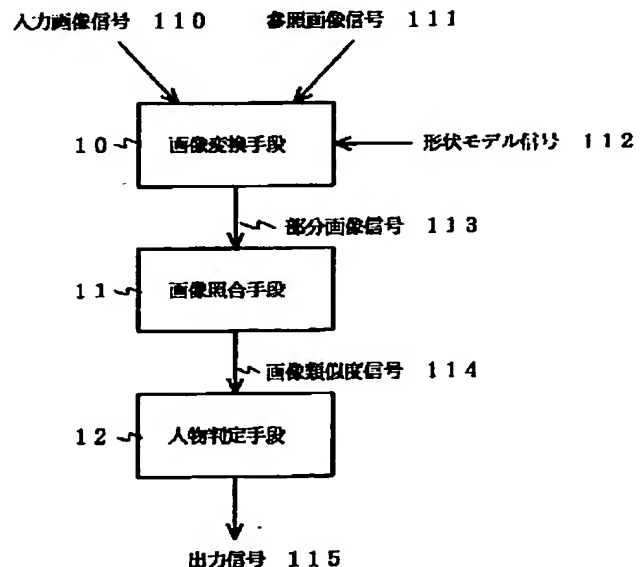 入力画像信号 １１０ 参照画像信号 １１１
１０ 画像変換手段 形状モデル信号 １１２
部分画像信号 １１３
１１ 画像照合手段
画像類似度信号 １１４
１２ 人物判定手段
出力信号 １１５